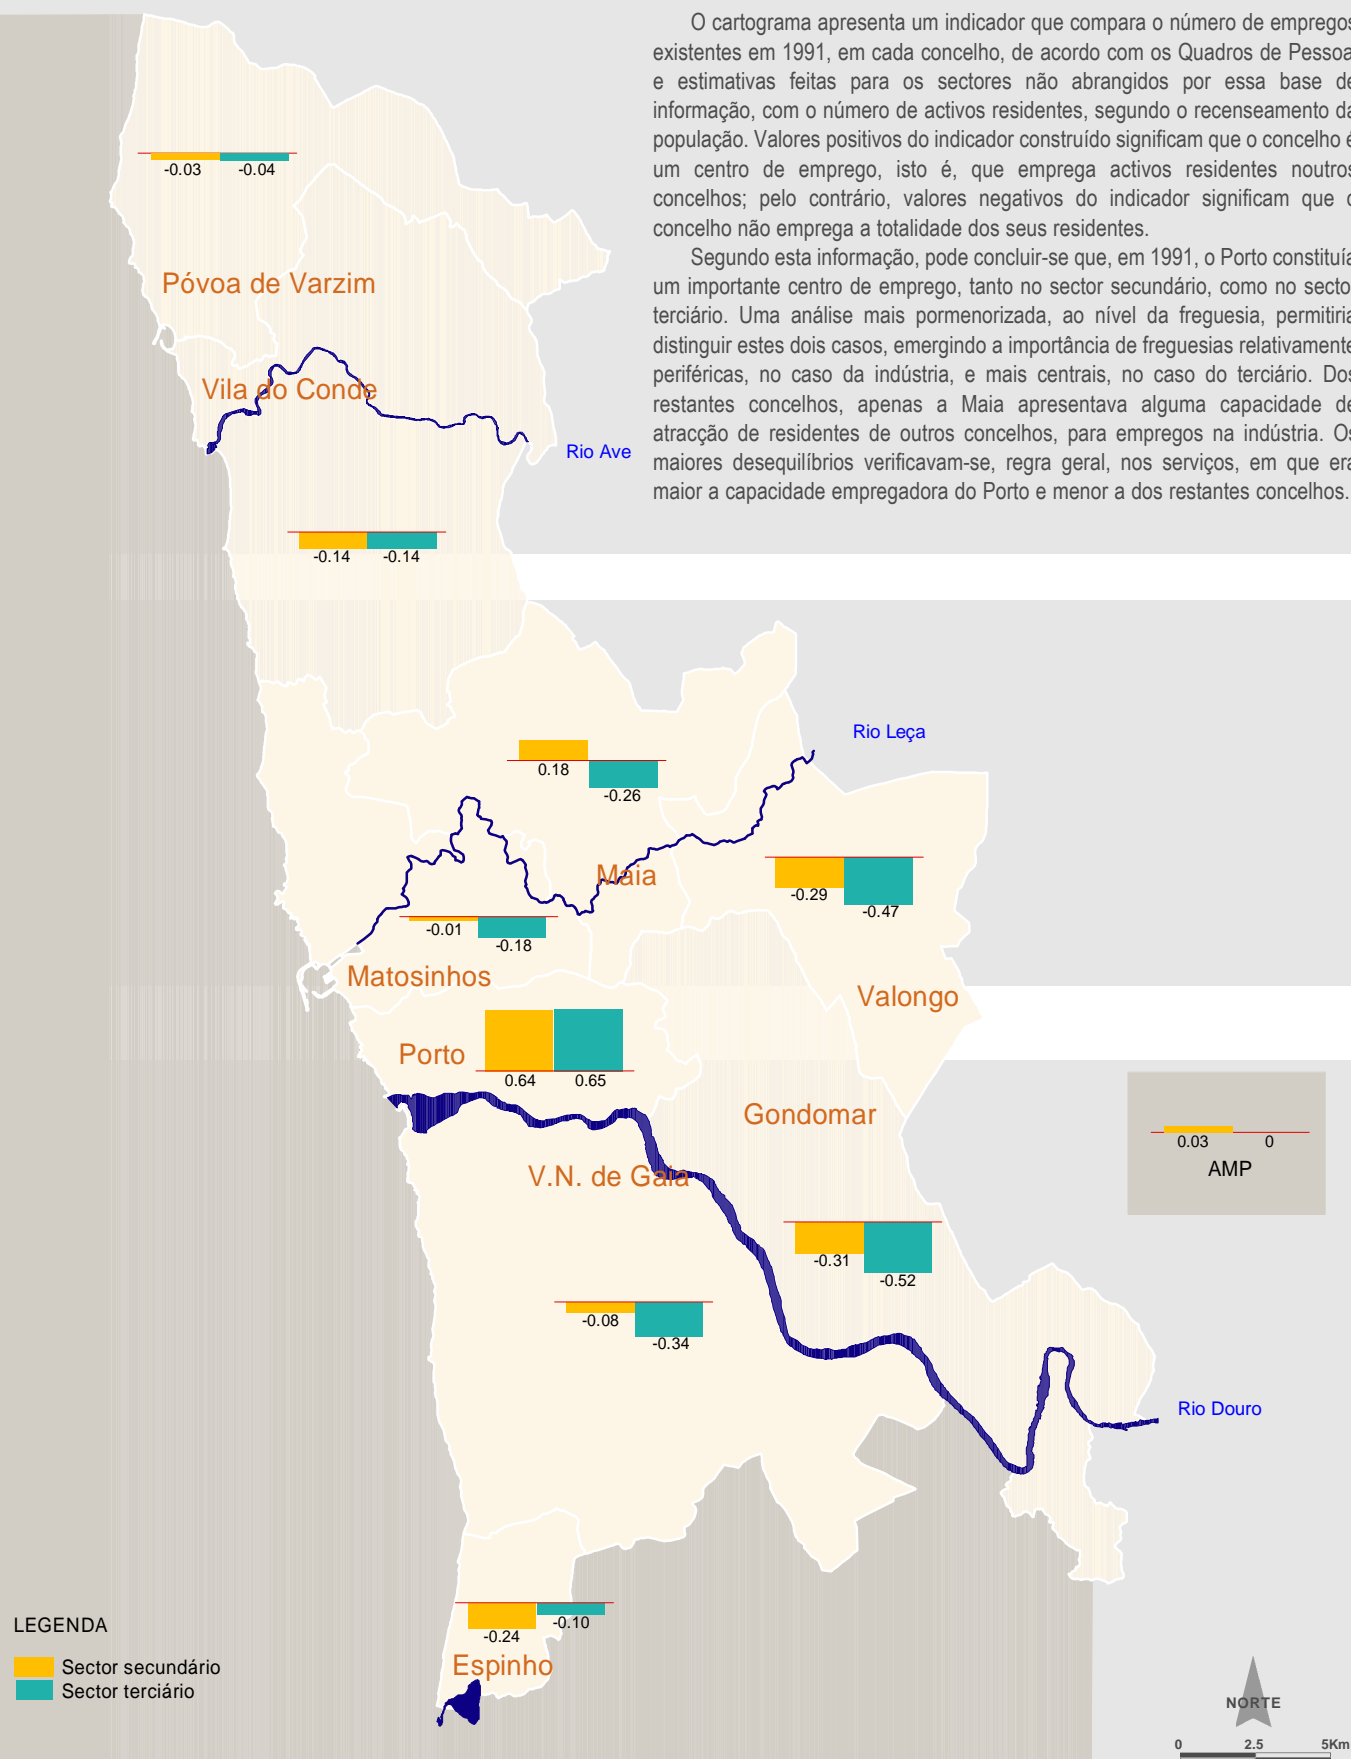 O cartograma apresenta um indicador que compara o número de empregos
existentes em 1991, em cada concelho, de acordo com os Quadros de Pessoa
e estimativas feitas para os sectores não abrangidos por essa base de
informação, com o número de activos residentes, segundo o recenseamento da
população. Valores positivos do indicador construído significam que o concelho é
um centro de emprego, isto é, que emprega activos residentes noutros
concelhos; pelo contrário, valores negativos do indicador significam que o
concelho não emprega a totalidade dos seus residentes.
Segundo esta informação, pode concluir-se que, em 1991, o Porto constituía
um importante centro de emprego, tanto no sector secundário, como no secto
terciário. Uma análise mais pormenorizada, ao nível da freguesia, permitiria
distinguir estes dois casos, emergindo a importância de freguesias relativamente
periféricas, no caso da indústria, e mais centrais, no caso do terciário. Dos
restantes concelhos, apenas a Maia apresentava alguma capacidade de
atracção de residentes de outros concelhos, para empregos na indústria. Os
maiores desequilíbrios verificavam-se, regra geral, nos serviços, em que era
maior a capacidade empregadora do Porto e menor a dos restantes concelhos.
-0.03 -0.04
Póvoa de Varzim
Vila do Conde
Rio Ave
-0.14 -0.14
Rio Leça
0.18
-0.26
Maia
-0.29
-0.47
-0.01
-0.18
Matosinhos
Valongo
Porto
0.64 0.65
Gondomar
0.03 0
AMP
V.N. de Gaia
-0.31
-0.52
-0.08
-0.34
Rio Douro
-0.24
-0.10
Espinho
LEGENDA
Sector secundário
Sector terciário
NORTE
0 2.5 5Km